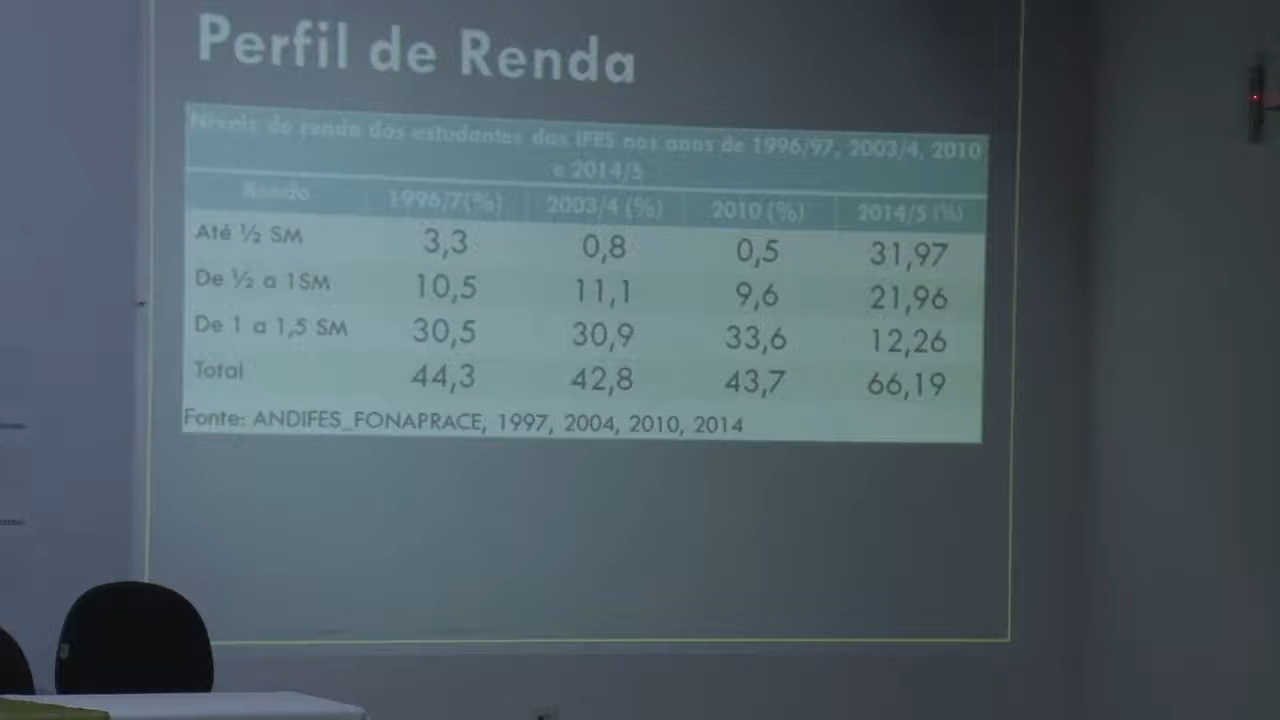 Perfil de Renda
Níveis de renda dos estudantes das IFES nos anos de 1996/97, 2003/4, 2010
e 2014/5
Renda 1996/7(%) 2003/4 (%) 2010 (%) 2014/5 (%)
Até ½ SM 3,3 0,8 0,5 31,97
De ½ a 1SM 10,5 11,1 9,6 21,96
De 1 a 1,5 SM 30,5 30,9 33,6 12,26
Total 44,3 42,8 43,7 66,19
Fonte: ANDIFES_FONAPRACE, 1997, 2004, 2010, 2014